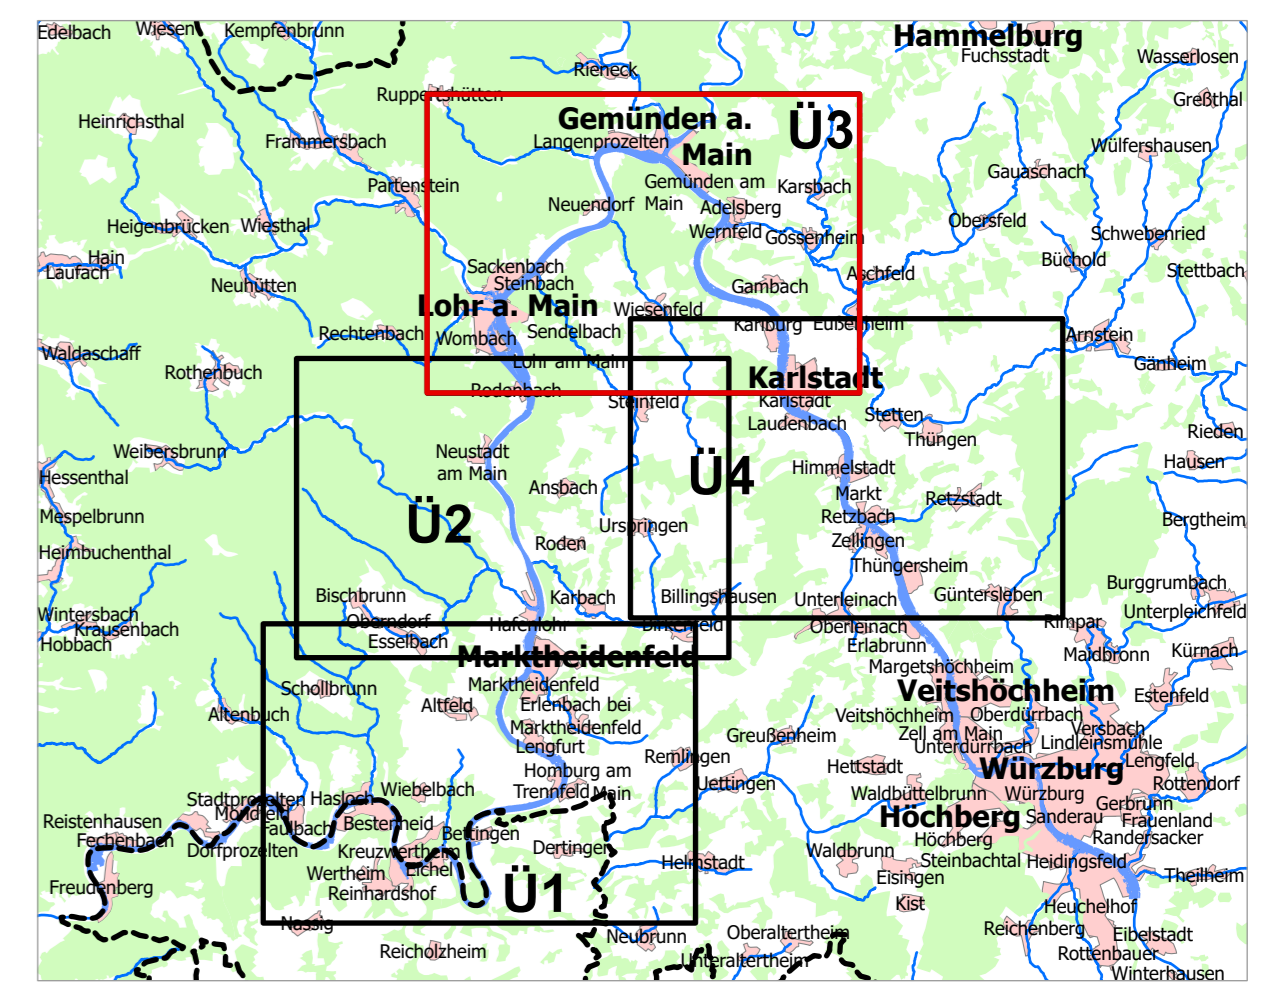 Edelbach
Wiesen
Kempfenbrunn
Hammelburg
Fuchsstadt
Wasserlosen
Rieneck
Ruppertshütten
Greßthal
Heinrichsthal
Frammersbach
Gemünden a.
Main
Ü3
Langenprozelten
Wülfershausen
Gauaschach
Partenstein
Gemünden am
Main
Karsbach
Neuendorf
Adelsberg
Heigenbrücken
Wiesthal
Wernfeld
Gössenheim
Obersfeld
Schwebenried
Hain
Laufach
Sackenbach
Steinbach
Büchold
Stettbach
Aschfeld
Neuhütten
Gambach
Lohr a. Main
Wiesenfeld
Rechtenbach
Wombach
Sendelbach
Karlburg
Eußenheim
Arnstein
Waldaschaff
Rothenbuch
Lohr am Main
Gänheim
Rodenbach
Karlstadt
Steinfeld
Karlstadt
Laudenbach
Stetten
Thüngen
Rieden
Weibersbrunn
Neustadt
am Main
Hausen
Hessenthal
Himmelstadt
Ü4
Ansbach
Markt
Retzbach
Retzstadt
Mespelbrunn
Ü2
Urspringen
Bergtheim
Heimbuchenthal
Roden
Zellingen
Thüngersheim
Burggrumbach
Bischbrunn
Karbach
Billingshausen
Unterleinach
Güntersleben
Wintersbach
Krausenbach
Hobbach
Oberndorf
Esselbach
Hafenlohr
Birkenfeld
Oberleinach
Rimpar
Unterpleichfeld
Erlabrunn
Marktheidenfeld
Margetshöchheim
Maidbronn
Kürnach
Schollbrunn
Marktheidenfeld
Veitshöchheim
Estenfeld
Altenbuch
Altfeld
Erlenbach bei
Marktheidenfeld
Veitshöchheim
Oberdürrbach
Versbach
Zell am Main
Unterdürrbach
Lindleinsmühle
Greußenheim
Lengfurt
Remlingen
Hettstadt
Würzburg
Lengfeld
Homburg am
Main
Trennfeld
Uettingen
Rottendorf
Wiebelbach
Waldbüttelbrunn
Würzburg
Stadtprozelten
Hasloch
Gerbrunn
Mondfeld
Höchberg
Sanderau
Frauenland
Reistenhausen
Faulbach
Bestenheid
Bettingen
Randersacker
Fechenbach
Dorfprozelten
Kreuzwertheim
Dertingen
Waldbrunn
Höchberg
Steinbachtal
Heidingsfeld
Helmstadt
Wertheim
Eichel
Eisingen
Theilheim
Freudenberg
Reinhardshof
Ü1
Kist
Heuchelhof
Nassig
Neubrunn
Oberaltertheim
Reichenberg
Eibelstadt
Reicholzheim
Unteraltertheim
Rottenbauer
Winterhausen